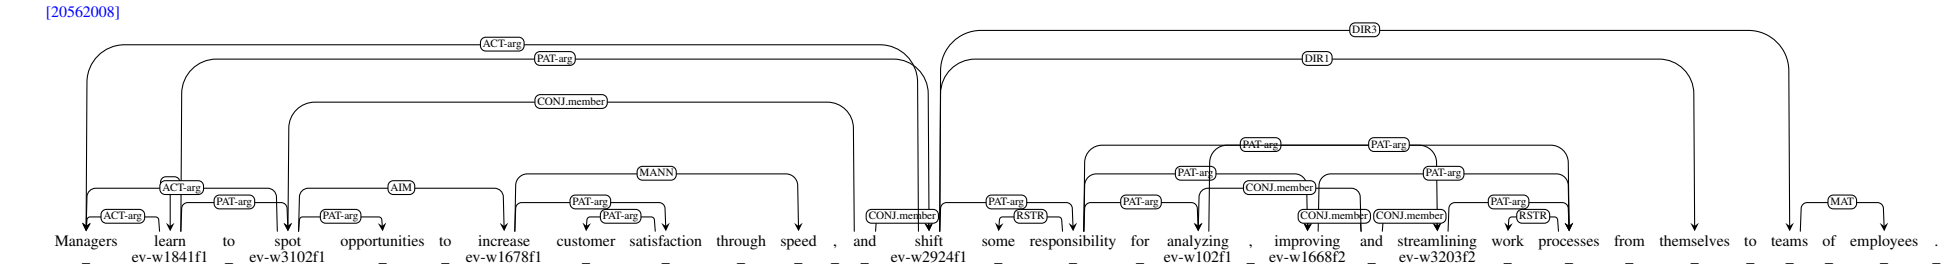 [20562008]
DIR3
ACT-arg
PAT-arg DIR1
CONJ.member
PAT-arg PAT-arg
MANN PAT-arg PAT-arg
ACT-arg AIM CONJ.member
PAT-arg PAT-arg PAT-arg PAT-arg PAT-arg MAT
ACT-arg PAT-arg PAT-arg CONJ.member RSTR CONJ.member CONJ.member RSTR
Managers learn to spot opportunities to increase customer satisfaction through speed , and shift some responsibility for analyzing , improving and streamlining work processes from themselves to teams of employees .
_ ev-w1841f1 _ ev-w3102f1 _ _ ev-w1678f1 _ _ _ _ _ _ ev-w2924f1 _ _ _ ev-w102f1 _ ev-w1668f2 _ ev-w3203f2 _ _ _ _ _ _ _ _ _